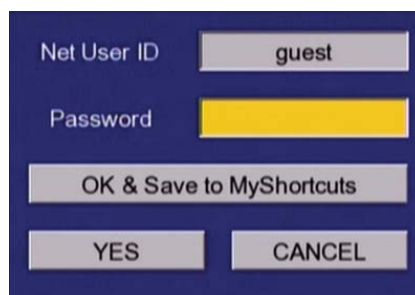 Net User ID guest
Password
OK & Save to MyShortcuts
YES CANCEL